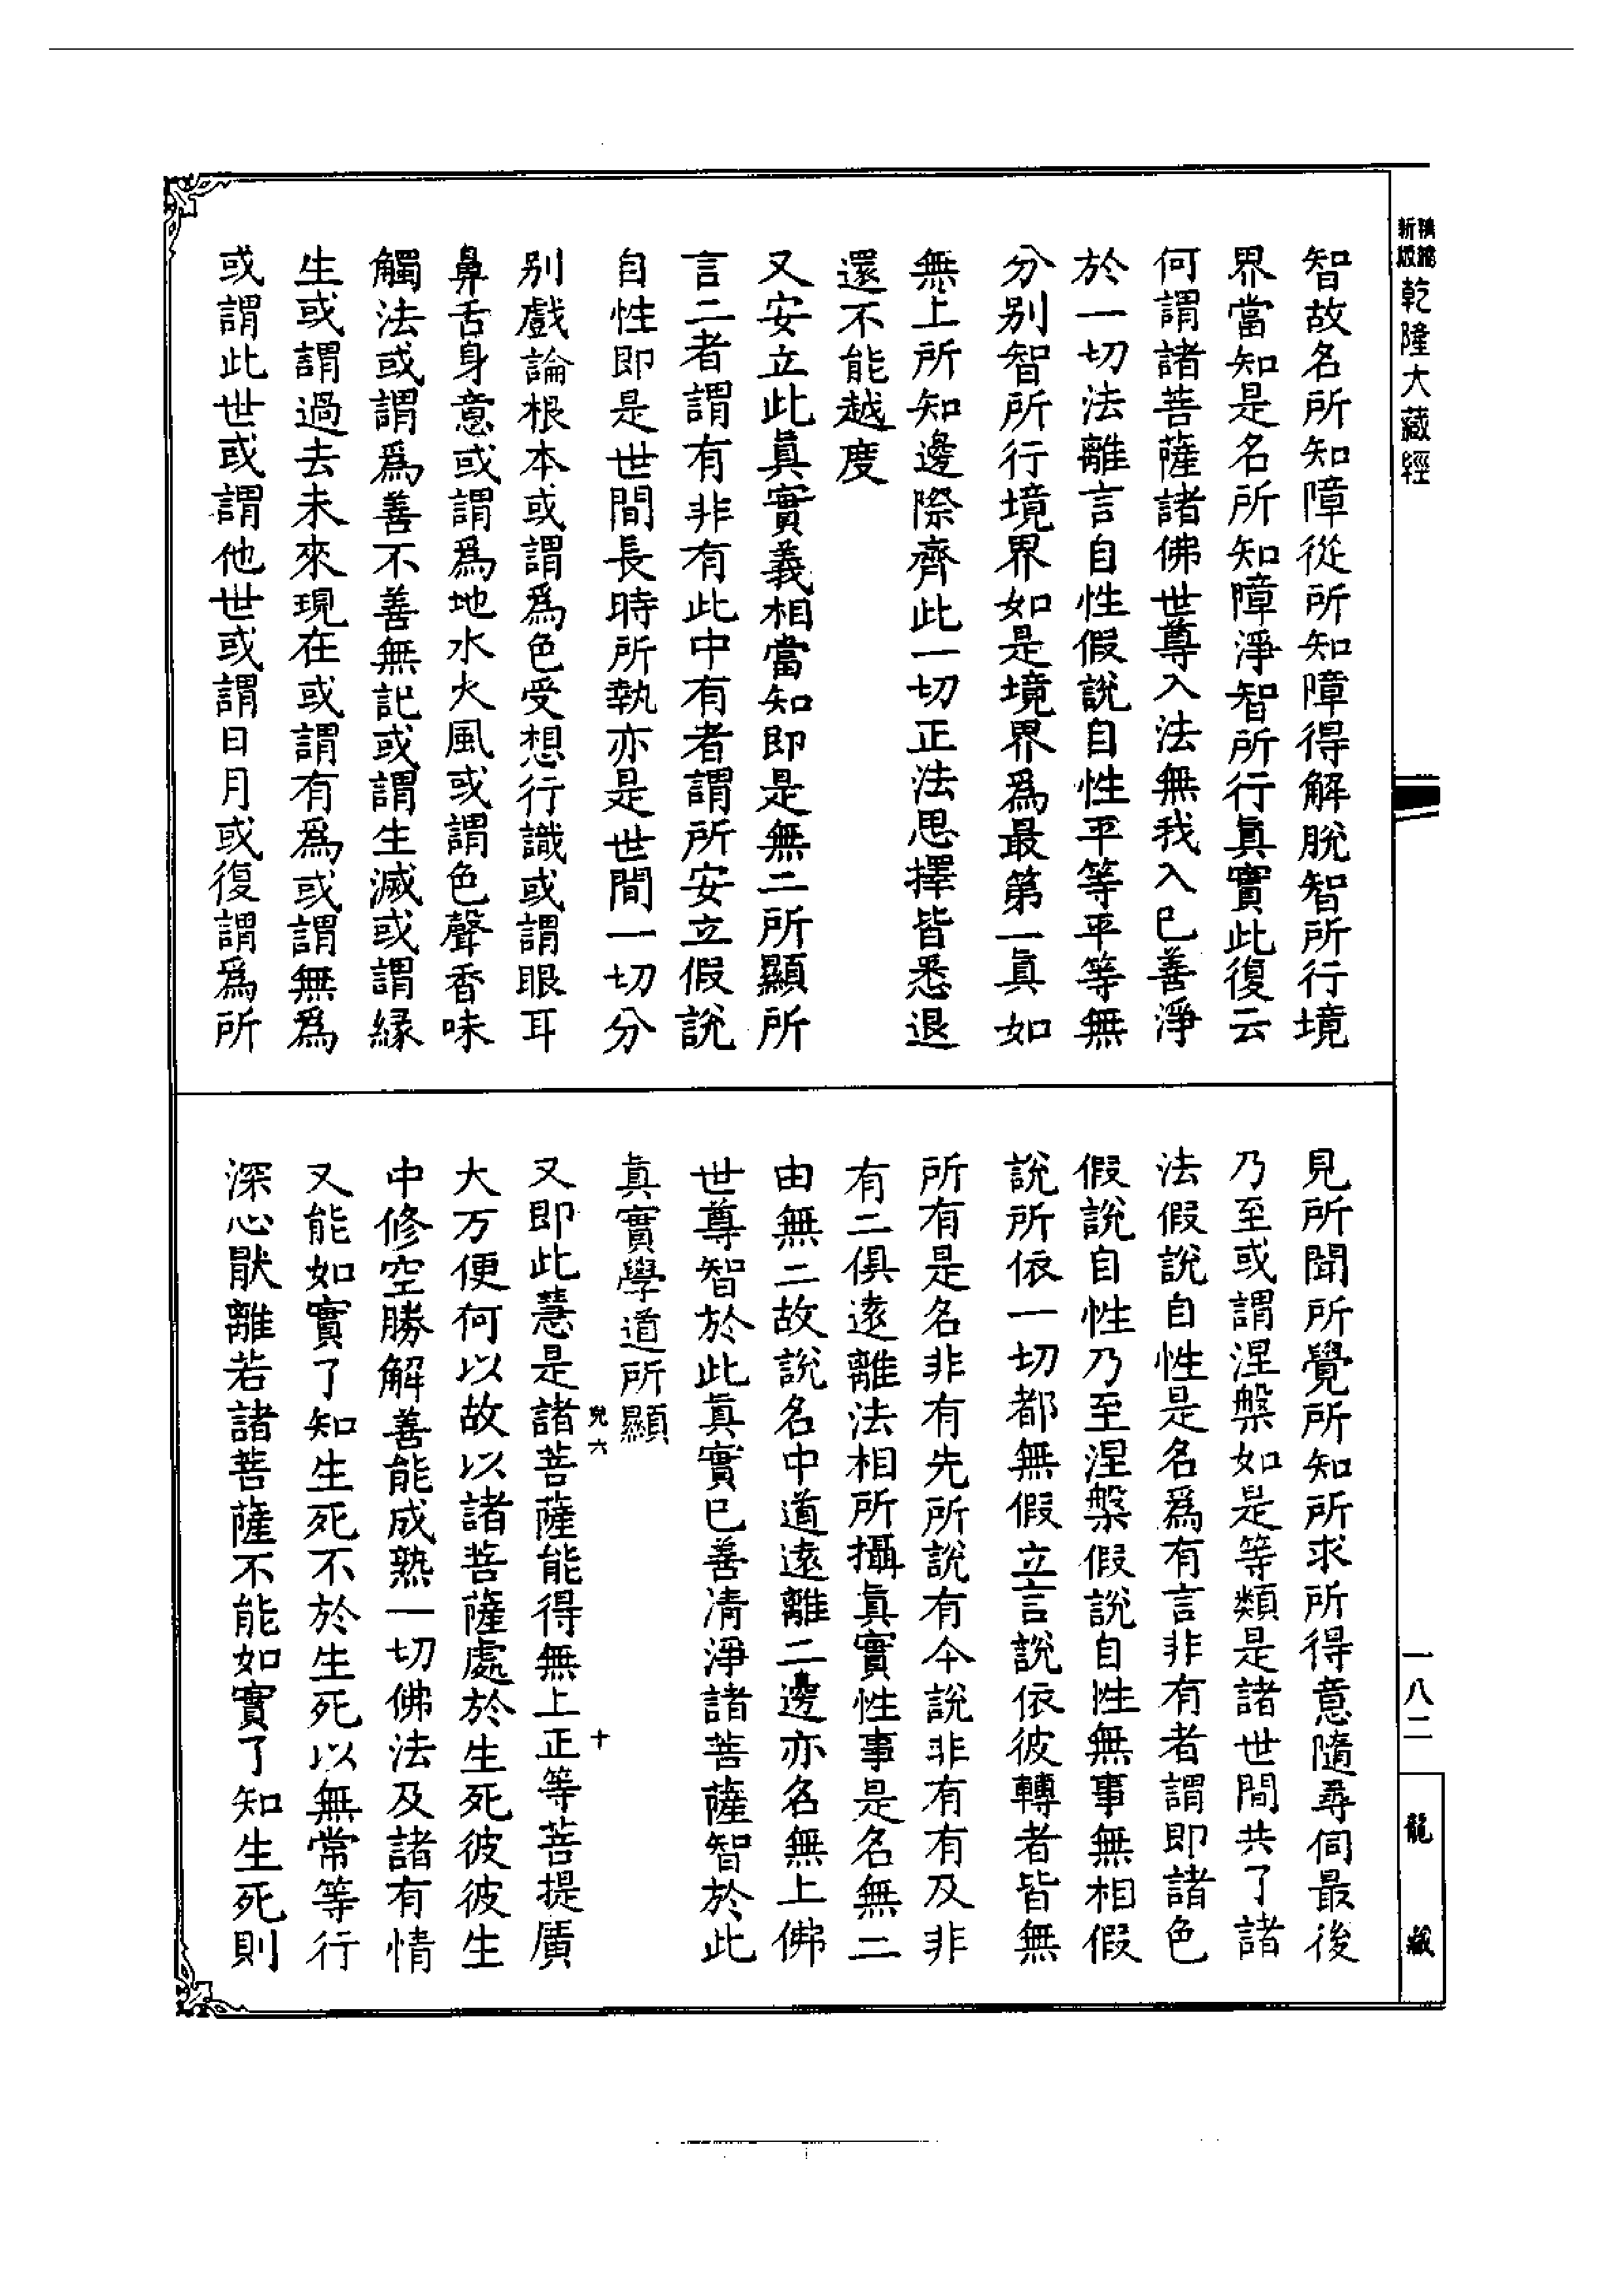 新版
精縮
乾隆大藏經
智故名所知障從所知障得解脫智所行境
界當知是名所知障淨智所行眞實此復云
何謂諸菩薩諸佛世尊入法無我入已善淨
於一切法離言自性假說自性平等平等無
分別智所行境界如是境界爲最第一眞如
無上所知邊際齊此一切正法思擇皆悉退
還不能越度
又安立此眞實義相當知即是無二所顯所
言二者謂有非有此中有者謂所安立假說
自性即是世間長時所執亦是世間一切分
別戲論根本或謂爲色受想行識或謂眼耳
鼻舌身意或謂爲地水火風或謂色聲香味
觸法或謂爲善不善無記或謂生滅或謂緣
生或謂過去未來現在或謂有爲或謂無爲
或謂此世或謂他世或謂日月或復謂爲所
見所聞所覺所知所求所得意隨尋伺最後
乃至或謂涅槃如是等類是諸世間共了諸
法假說自性是名爲有言非有者謂即諸色
假說自性乃至涅槃假說自性無事無相假
說所依一切都無假立言說依彼轉者皆無
所有是名非有先所說有今說非有有及非
有二俱遠離法相所攝眞實性事是名無二
由無二故說名中道遠離二邊亦名無上佛
世尊智於此眞實已善清淨諸菩薩智於此
眞實學道所顯
兒六
十
又即此慧是諸菩薩能得無上正等菩提廣
大方便何以故以諸菩薩處於生死彼彼生
中修空勝解善能成熟一切佛法及諸有情
又能如實了知生死不於生死以無常等行
深心厭離若諸菩薩不能如實了知生死則
一八二
龍藏